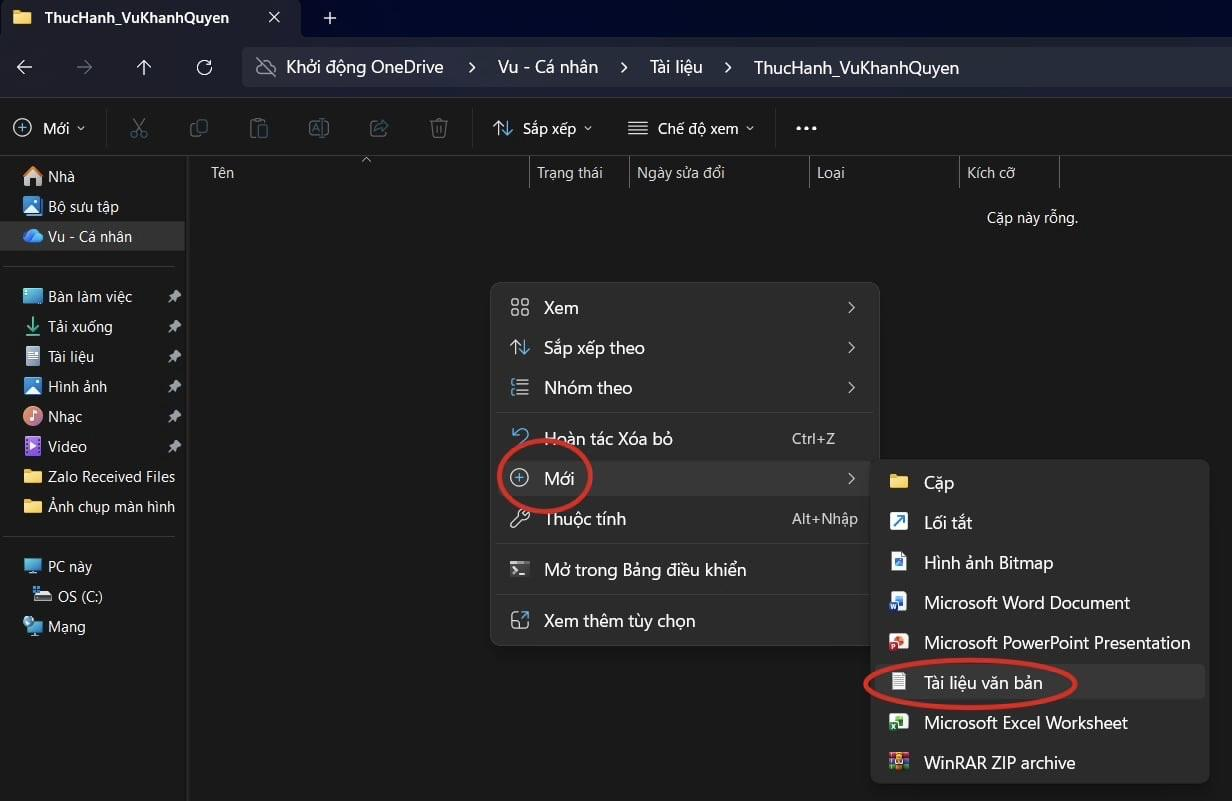 ThucHanh_VuKhanhQuyen
Khởi động OneDrive > Vu - Cá nhân > Tài liệu > ThucHanh_VuKhanhQuyen
Mới Sắp xếp Chế độ xem
Tên Trạng thái Ngày sửa đổi Loại Kích cỡ
Cặp này rỗng.
Nhà
Bộ sưu tập
Vu - Cá nhân
Bàn làm việc
Tải xuống
Tài liệu
Hình ảnh
Nhạc
Video
Zalo Received Files
Ảnh chụp màn hình
PC này
OS (C:)
Mạng
Xem
Sắp xếp theo
Nhóm theo
Hoàn tác Xóa bỏ Ctrl+Z
Mới
Thuộc tính Alt+Nhập
Mở trong Bảng điều khiển
Xem thêm tùy chọn
Cặp
Lối tắt
Hình ảnh Bitmap
Microsoft Word Document
Microsoft PowerPoint Presentation
Tài liệu văn bản
Microsoft Excel Worksheet
WinRAR ZIP archive